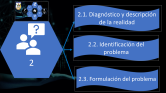 2
2.1. Diagnóstico y descripción
de la realidad
2.2. Identificación del
problema
2.3. Formulación del problema